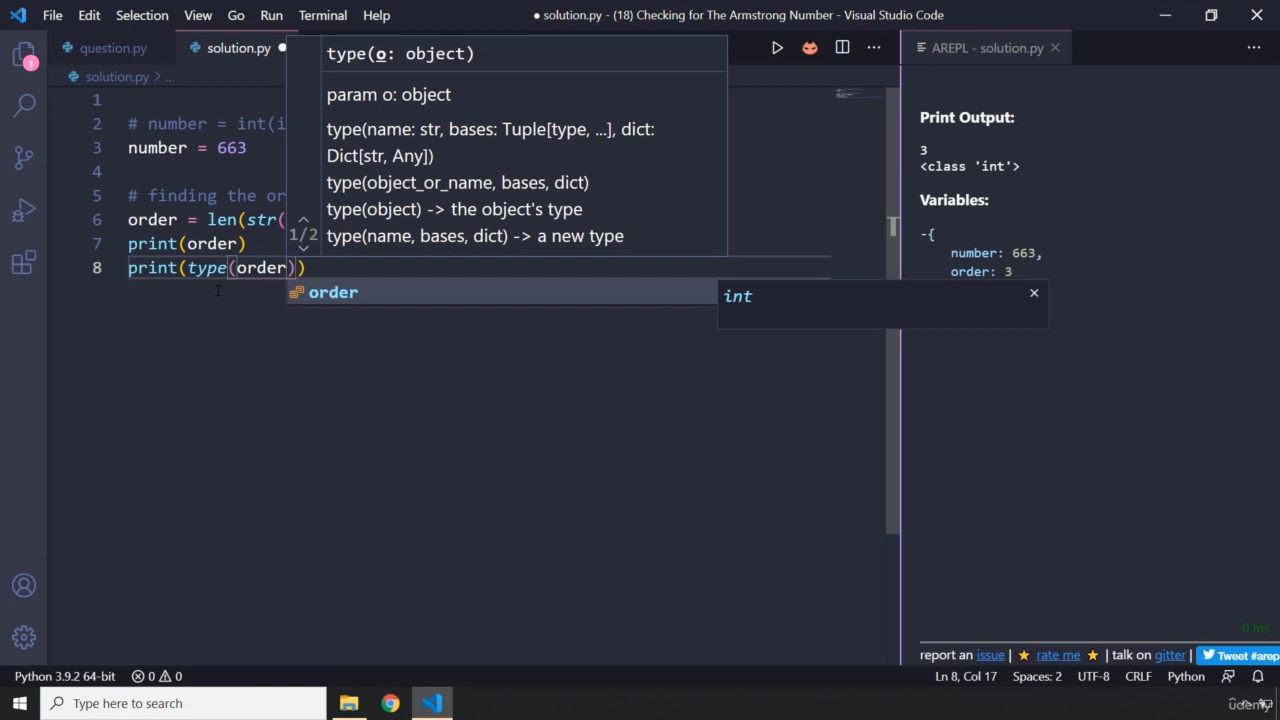 File Edit Selection View Go Run Terminal Help
● solution.py - (18) Checking for The Armstrong Number - Visual Studio Code
question.py solution.py
AREPL - solution.py
solution.py > ...
type(o: object)
param o: object
type(name: str, bases: Tuple[type, ...], dict:
Dict[str, Any])
type(object_or_name, bases, dict)
type(object) -> the object's type
type(name, bases, dict) -> a new type
1/2
1
2 # number = int(i
3 number = 663
4
5 # finding the or
6 order = len(str(
7 print(order)
8 print(type(order))
order
int
Print Output:
3
<class 'int'>
Variables:
-{
number: 663,
order: 3
0 ms
report an issue | rate me | talk on gitter | Tweet #arep
1
Python 3.9.2 64-bit 0 0
Ln 8, Col 17 Spaces: 2 UTF-8 CRLF Python
Type here to search
Udemy